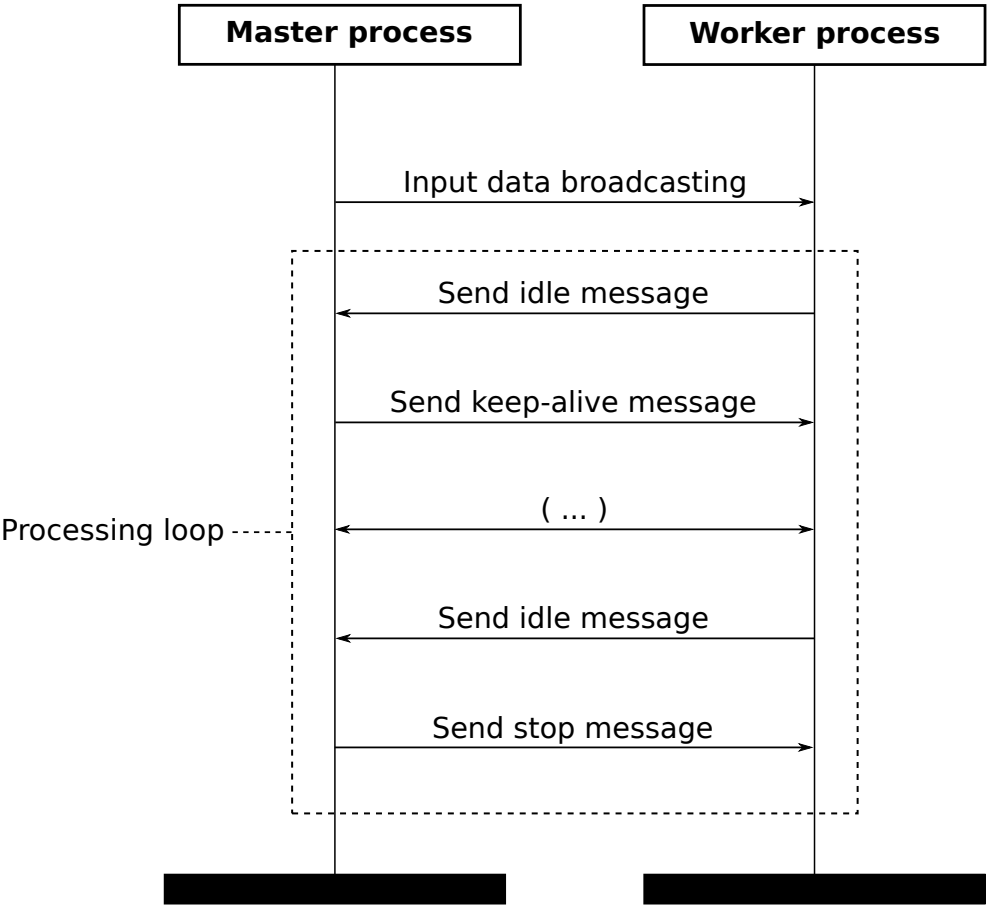 Master process
Worker process
Input data broadcasting
Send idle message
Send keep-alive message
( ... )
Processing loop
Send idle message
Send stop message